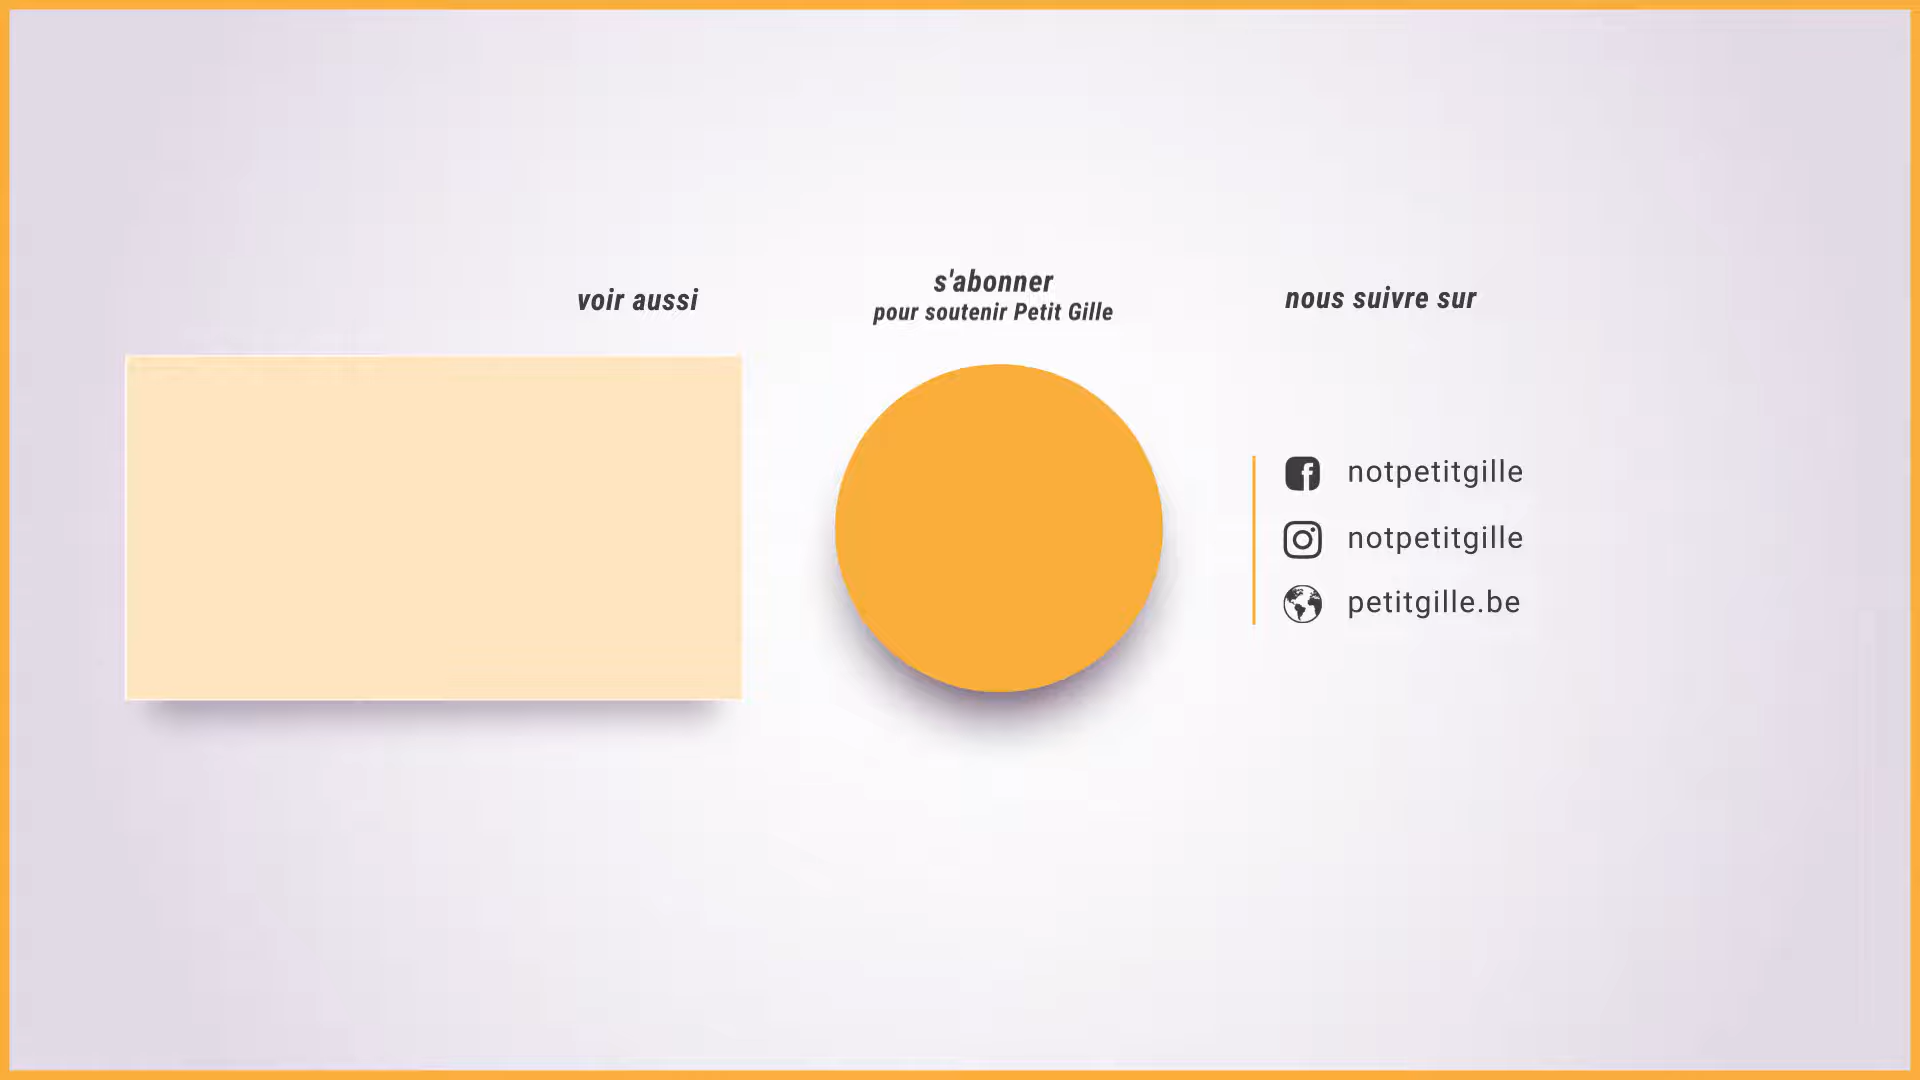 voir aussi
s'abonner
pour soutenir Petit Gille
nous suivre sur
notpetitgille
notpetitgille
petitgille.be